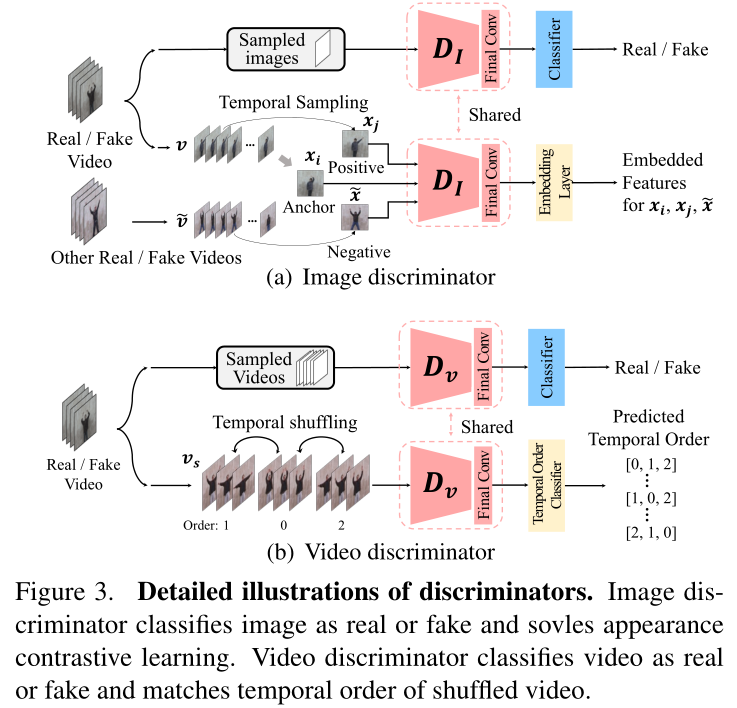 Sampled
images
D_I
Final Conv
Classifier
Real / Fake
Real / Fake
Video
Temporal Sampling
Shared
v
...
x_i
x_j
Positive
Anchor
x̃
D_I
Final Conv
Embedding
Layer
Embedded
Features
for x_i, x_j, x̃
ṽ
...
Negative
Other Real / Fake Videos
(a) Image discriminator
Sampled
Videos
D_v
Final Conv
Classifier
Real / Fake
Real / Fake
Video
Temporal shuffling
Shared
v_s
Order: 1 0 2
D_v
Final Conv
Temporal Order
Classifier
Predicted
Temporal Order
[0, 1, 2]
⋮
[1, 0, 2]
⋮
[2, 1, 0]
(b) Video discriminator
Figure 3. Detailed illustrations of discriminators. Image dis-
criminator classifies image as real or fake and sovles appearance
contrastive learning. Video discriminator classifies video as real
or fake and matches temporal order of shuffled video.